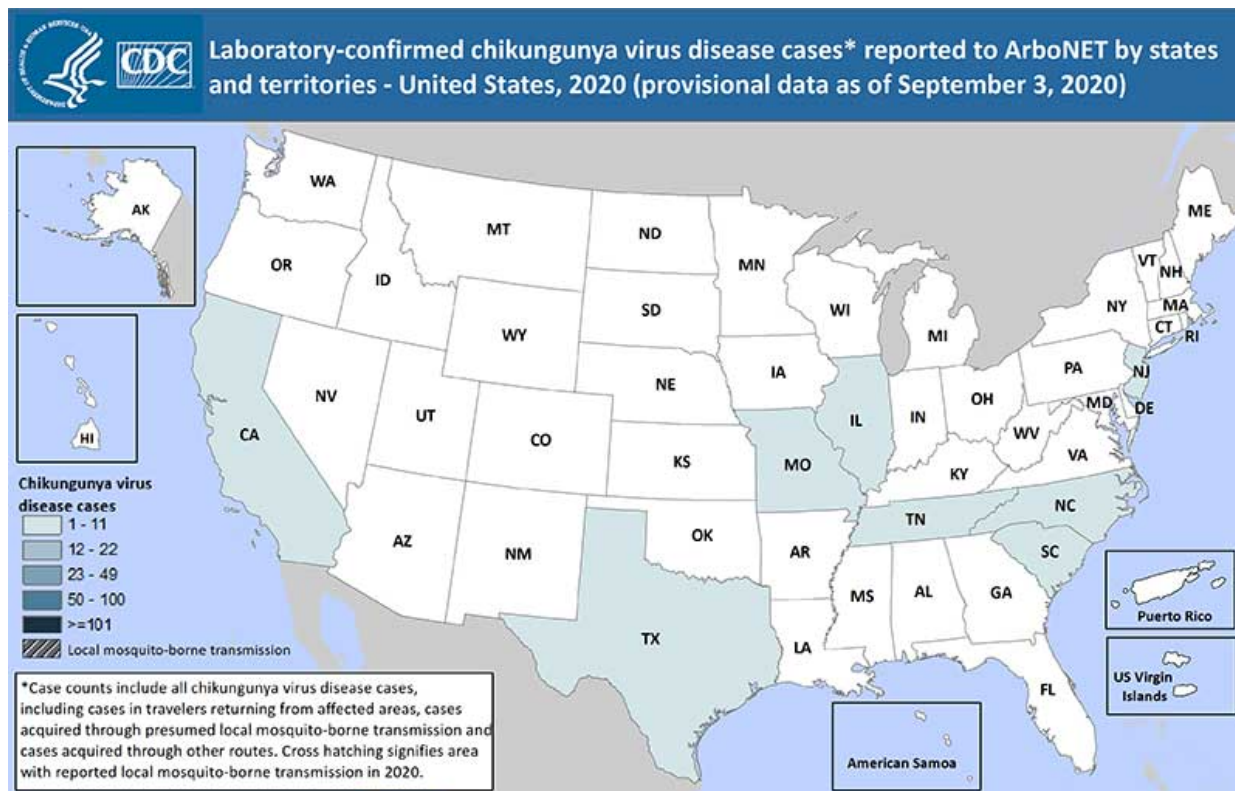 DEPARTMENT OF HEALTH & HUMAN SERVICES • USA
CDC
Laboratory-confirmed chikungunya virus disease cases* reported to ArboNET by states
and territories - United States, 2020 (provisional data as of September 3, 2020)
AK
HI
WA
OR
CA
ID
NV
MT
WY
UT
AZ
CO
NM
ND
SD
NE
KS
OK
TX
MN
IA
MO
AR
LA
WI
IL
MI
IN
OH
KY
TN
MS
AL
GA
FL
SC
NC
VA
WV
PA
NY
VT
NH
ME
MA
CT
RI
NJ
DE
MD
Chikungunya virus
disease cases
1 - 11
12 - 22
23 - 49
50 - 100
>=101
Local mosquito-borne transmission
*Case counts include all chikungunya virus disease cases,
including cases in travelers returning from affected areas, cases
acquired through presumed local mosquito-borne transmission and
cases acquired through other routes. Cross hatching signifies area
with reported local mosquito-borne transmission in 2020.
Puerto Rico
US Virgin
Islands
American Samoa